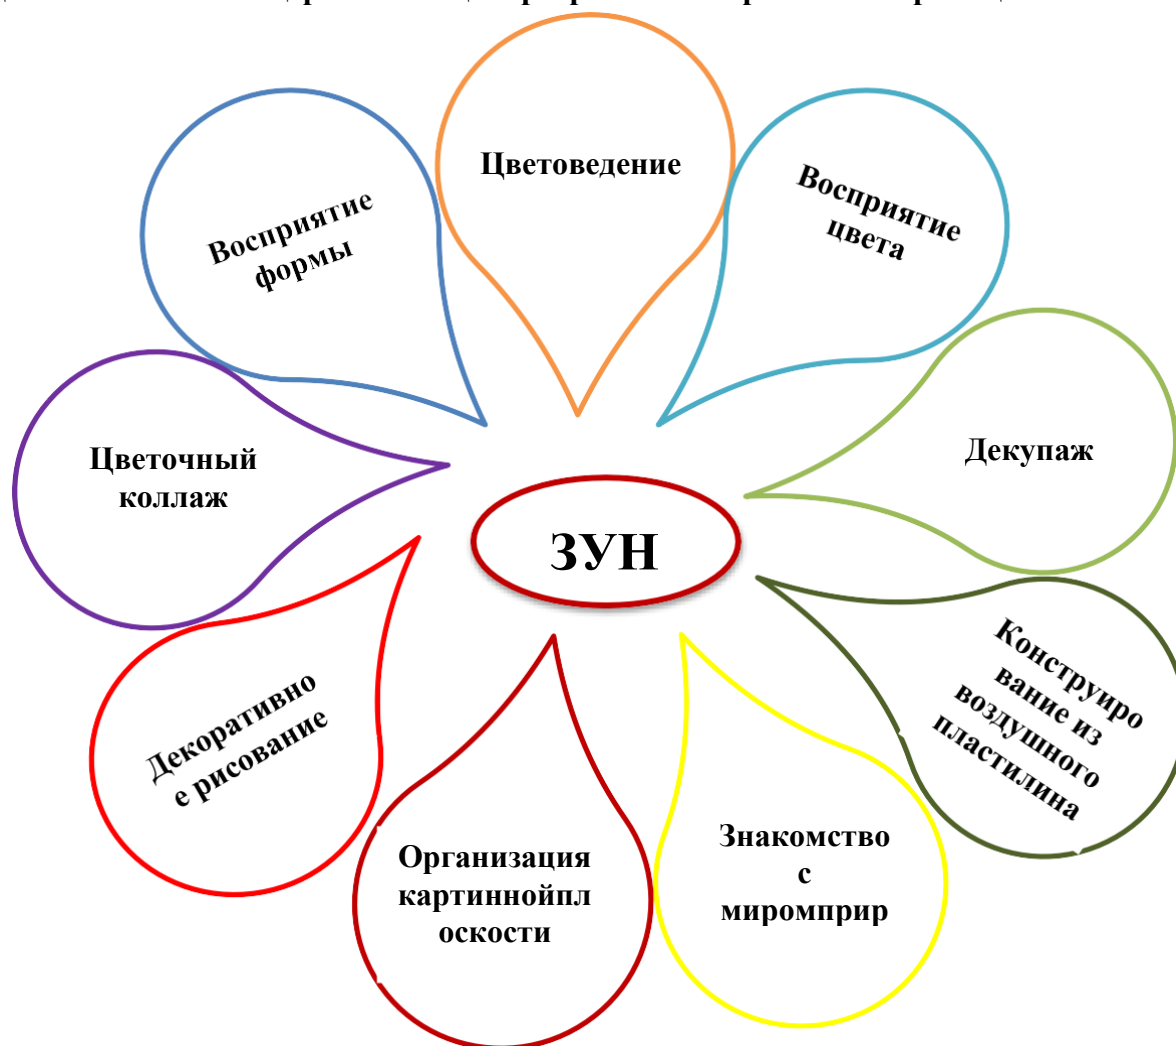 Цветоведение
Восприятие
формы
Восприятие
цвета
Цветочный
коллаж
Декупаж
ЗУН
Конструиро
вание из
воздушного
пластилина
Декоративно
е рисование
Организация
картиннойпл
оскости
Знакомство
с
миромприр